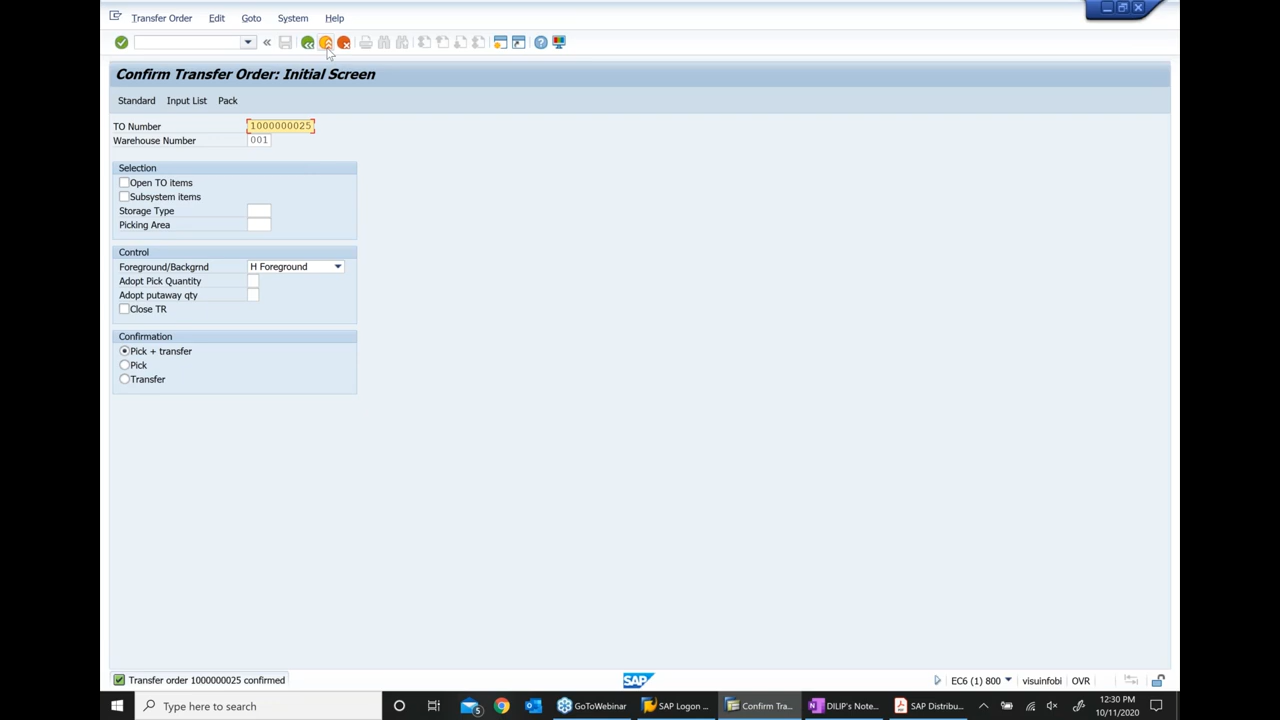 Transfer Order Edit Goto System Help
Confirm Transfer Order: Initial Screen
Standard Input List Pack
TO Number 1000000025
Warehouse Number 001
Selection
Open TO items
Subsystem items
Storage Type
Picking Area
Control
Foreground/Backgrnd H Foreground
Adopt Pick Quantity
Adopt putaway qty
Close TR
Confirmation
Pick + transfer
Pick
Transfer
Transfer order 1000000025 confirmed SAP EC6 (1) 800 visuinfobi OVR
Type here to search 5 GoToWebinar SAP Logon ... Confirm Tra... DILIP's Note... SAP Distribu... 12:30 PM
10/11/2020